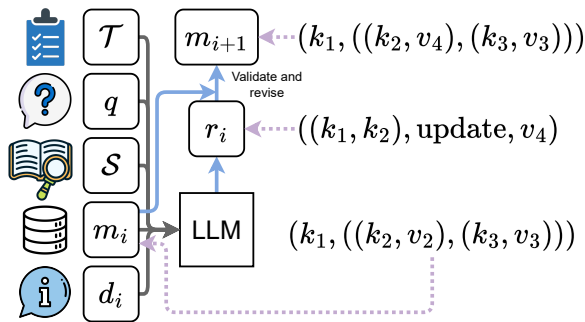 𝒯
m_{i+1}
(k_1, ((k_2, v_4), (k_3, v_3)))
Validate and
revise
?
q
r_i
((k_1, k_2), update, v_4)
𝒮
m_i
LLM
(k_1, ((k_2, v_2), (k_3, v_3)))
i
d_i